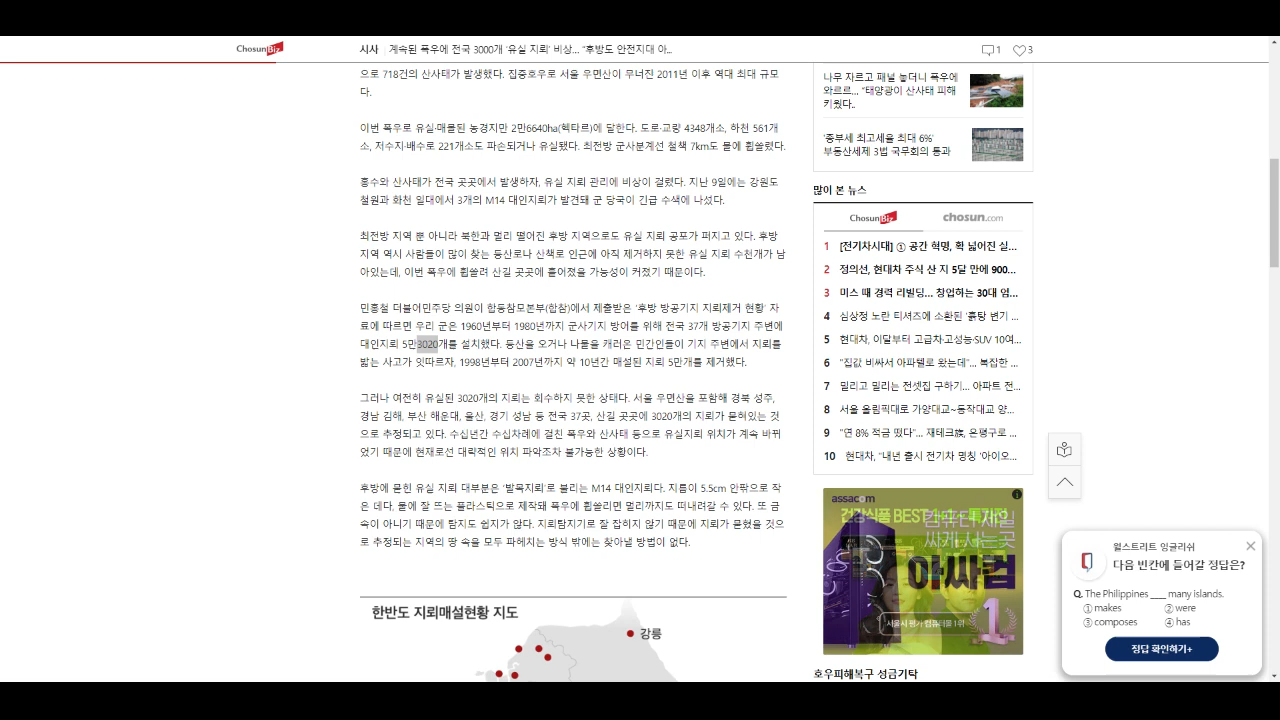 ChosunBiz
시사 계속된 폭우에 전국 3000개 '유실 지뢰' 비상... "후방도 안전지대 아...
1 3
으로 718건의 산사태가 발생했다. 집중호우로 서울 우면산이 무너진 2011년 이후 역대 최대 규모
다.
이번 폭우로 유실·매몰된 농경지만 2만6640ha(헥타르)에 달한다. 도로·교량 4348개소, 하천 561개
소, 저수지·배수로 221개소도 파손되거나 유실됐다. 최전방 군사분계선 철책 7km도 물에 휩쓸렸다.
홍수와 산사태가 전국 곳곳에서 발생하자, 유실 지뢰 관리에 비상이 걸렸다. 지난 9일에는 강원도
철원과 화천 일대에서 3개의 M14 대인지뢰가 발견돼 군 당국이 긴급 수색에 나섰다.
최전방 지역 뿐 아니라 북한과 멀리 떨어진 후방 지역으로도 유실 지뢰 공포가 퍼지고 있다. 후방
지역 역시 사람들이 많이 찾는 등산로나 산책로 인근에 아직 제거하지 못한 유실 지뢰 수천개가 남
아있는데, 이번 폭우에 휩쓸려 산길 곳곳에 흩어졌을 가능성이 커졌기 때문이다.
민홍철 더불어민주당 의원이 합동참모본부(합참)에서 제출받은 '후방 방공기지 지뢰제거 현황' 자
료에 따르면 우리 군은 1960년부터 1980년까지 군사기지 방어를 위해 전국 37개 방공기지 주변에
대인지뢰 5만3020개를 설치했다. 등산을 오거나 나물을 캐러온 민간인들이 기지 주변에서 지뢰를
밟는 사고가 잇따르자, 1998년부터 2007년까지 약 10년간 매설된 지뢰 5만개를 제거했다.
그러나 여전히 유실된 3020개의 지뢰는 회수하지 못한 상태다. 서울 우면산을 포함해 경북 성주,
경남 김해, 부산 해운대, 울산, 경기 성남 등 전국 37곳, 산길 곳곳에 3020개의 지뢰가 묻혀있는 것
으로 추정되고 있다. 수십년간 수십차례에 걸친 폭우와 산사태 등으로 유실지뢰 위치가 계속 바뀌
었기 때문에 현재로선 대략적인 위치 파악조차 불가능한 상황이다.
후방에 묻힌 유실 지뢰 대부분은 '발목지뢰'로 불리는 M14 대인지뢰다. 지름이 5.5cm 안팎으로 작
은 데다, 물에 잘 뜨는 플라스틱으로 제작돼 폭우에 휩쓸리면 멀리까지도 떠내려갈 수 있다. 또 금
속이 아니기 때문에 탐지도 쉽지가 않다. 지뢰탐지기로 잘 잡히지 않기 때문에 지뢰가 묻혔을 것으
로 추정되는 지역의 땅 속을 모두 파헤치는 방식 밖에는 찾아낼 방법이 없다.
한반도 지뢰매설현황 지도
강릉
나무 자르고 패널 놓더니 폭우에
와르르... "태양광이 산사태 피해
키웠다..
'종부세 최고세율 최대 6%'
부동산세제 3법 국무회의 통과
많이 본 뉴스
ChosunBiz chosun.com
1 [전기차시대] ① 공간 혁명, 확 넓어진 실...
2 정의선, 현대차 주식 산 지 5달 만에 900...
3 미스 때 경력 리빌딩... 창업하는 30대 엄...
4 심상정 노란 티셔츠에 소환된 '흙탕 변기 ...
5 현대차, 이달부터 고급차·고성능·SUV 10여...
6 "집값 비싸서 아파텔로 왔는데"... 복잡한 ...
7 밀리고 밀리는 전셋집 구하기... 아파트 전...
8 서울 올림픽대로 가양대교~동작대교 양...
9 "연 8% 적금 떴다"... 재테크族, 은평구로 ...
10 현대차, "내년 출시 전기차 명칭 '아이오...
assacom
건강식품 BEST
컴퓨터 제일
싸게 사는곳
아싸컴
서울시 평가 컴퓨터몰 1위
1
호우피해복구 성금기탁
월스트리트 잉글리쉬
다음 빈칸에 들어갈 정답은?
Q. The Philippines ___ many islands.
① makes ② were
③ composes ④ has
정답 확인하기+